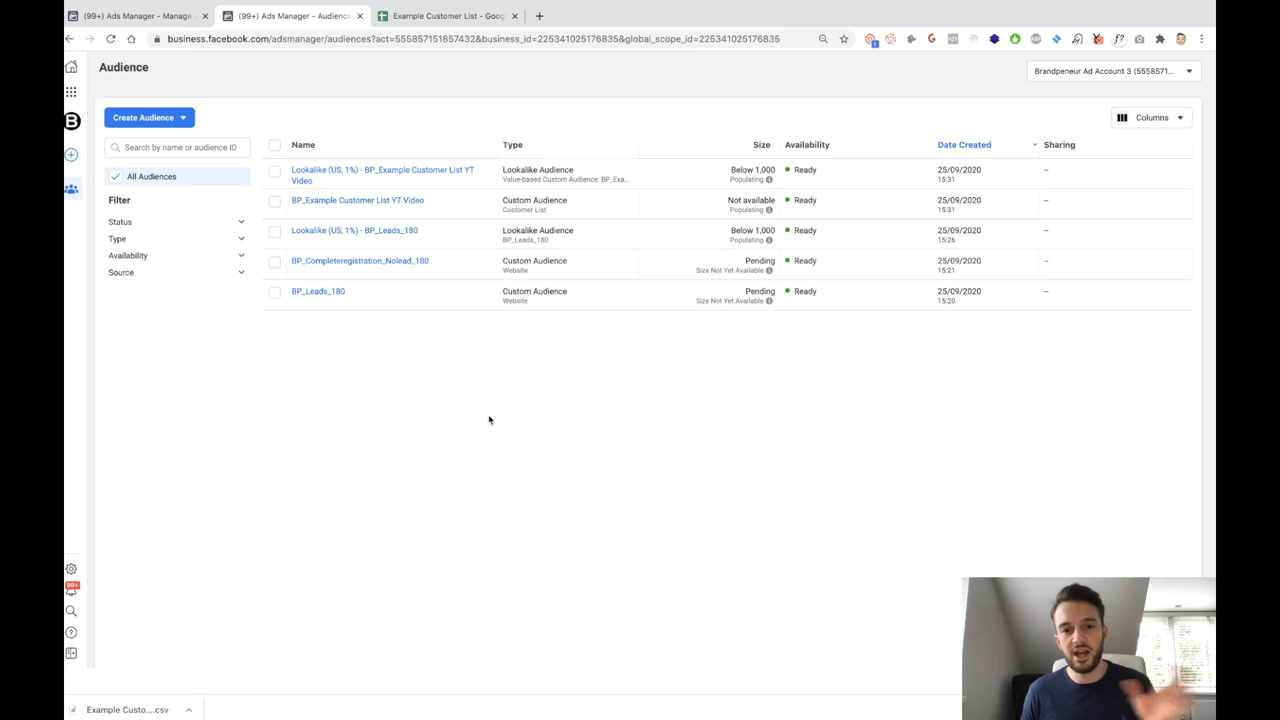 (99+) Ads Manager - Manage
(99+) Ads Manager - Audience
Example Customer List - Goog
business.facebook.com/adsmanager/audiences?act=555857151857432&business_id=225341025176835&global_scope_id=225341025176835
Audience
Brandpeneur Ad Account 3 (5558571...
Create Audience
Columns
Search by name or audience ID
All Audiences
Filter
Status
Type
Availability
Source
Name Type Size Availability Date Created Sharing
Lookalike (US, 1%) - BP_Example Customer List YT Lookalike Audience Below 1,000 Ready 25/09/2020 –
Video Value-based Custom Audience: BP_Exa... Populating 15:31
BP_Example Customer List YT Video Custom Audience Not available Ready 25/09/2020 –
Customer List Populating 15:31
Lookalike (US, 1%) - BP_Leads_180 Lookalike Audience Below 1,000 Ready 25/09/2020 –
BP_Leads_180 Populating 15:26
BP_Completeregistration_Nolead_180 Custom Audience Pending Ready 25/09/2020 –
Website Size Not Yet Available 15:21
BP_Leads_180 Custom Audience Pending Ready 25/09/2020 –
Website Size Not Yet Available 15:20
99+
Example Custo....csv